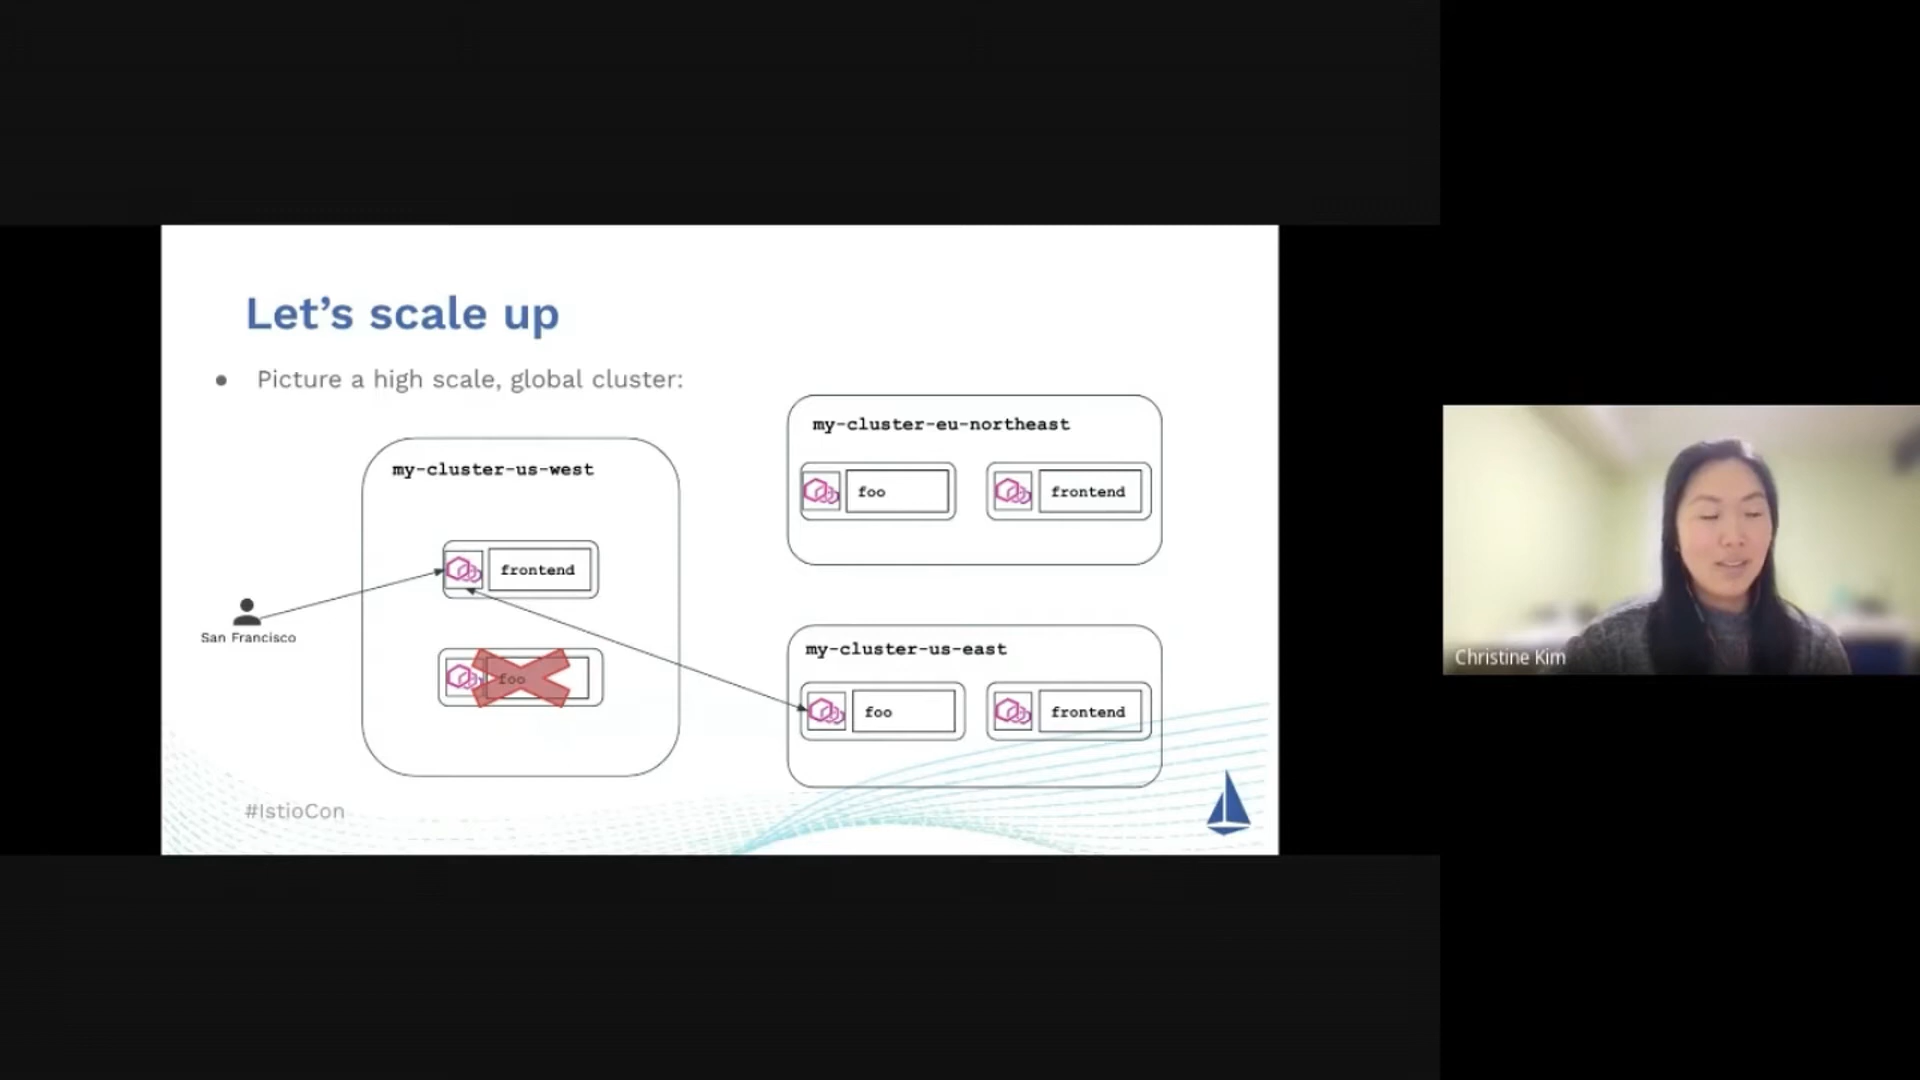 Let's scale up
● Picture a high scale, global cluster:
my-cluster-eu-northeast
foo
frontend
my-cluster-us-west
frontend
San Francisco
foo
my-cluster-us-east
foo
frontend
#IstioCon
Christine Kim